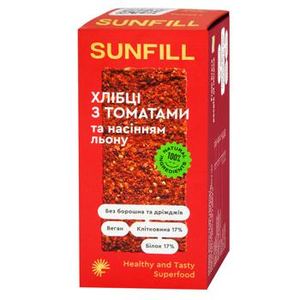 SUNFILL
ХЛІБЦІ
З ТОМАТАМИ
та насінням
льону
NATURAL
100%
INGREDIENTS
Без борошна та дріжджів
Веган
Клітковина 17%
Білок 17%
Healthy and Tasty
Superfood